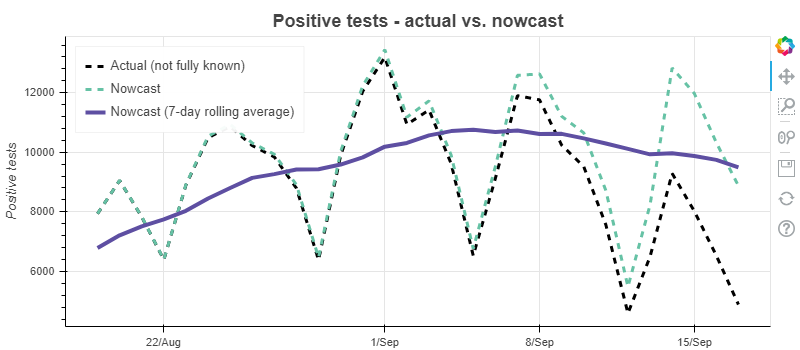 Positive tests - actual vs. nowcast
Actual (not fully known)
Nowcast
Nowcast (7-day rolling average)
Positive tests
12000
10000
8000
6000
22/Aug
1/Sep
8/Sep
15/Sep